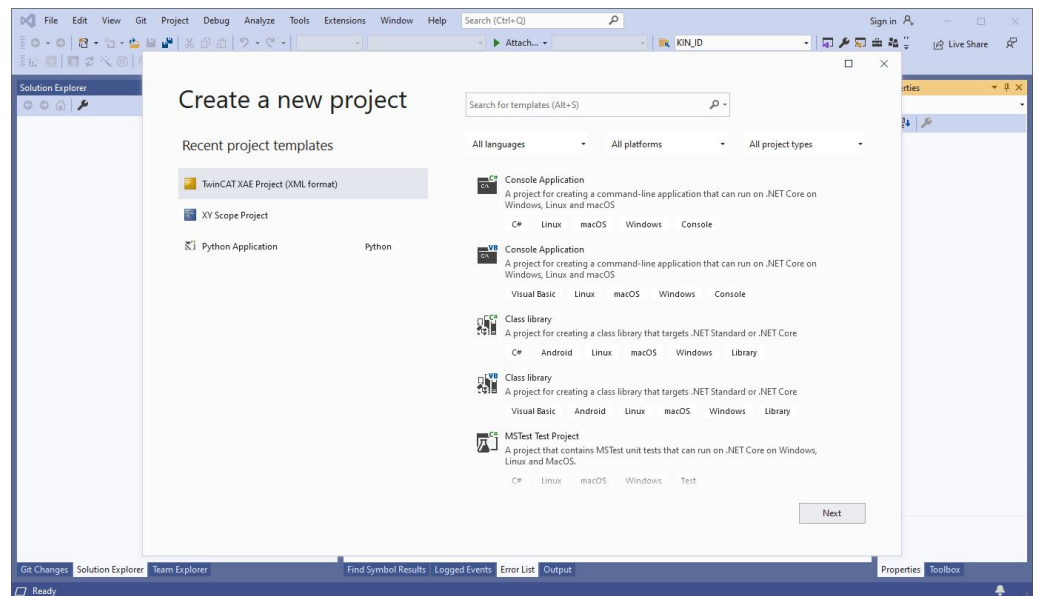 File Edit View Git Project Debug Analyze Tools Extensions Window Help Search (Ctrl+Q) Sign in
Attach... KIN_ID Live Share
Solution Explorer
Create a new project
Recent project templates
TwinCAT XAE Project (XML format)
XY Scope Project
Python Application Python
Search for templates (Alt+S)
All languages All platforms All project types
Console Application
A project for creating a command-line application that can run on .NET Core on
Windows, Linux and macOS
C# Linux macOS Windows Console
Console Application
A project for creating a command-line application that can run on .NET Core on
Windows, Linux and macOS
Visual Basic Linux macOS Windows Console
Class library
A project for creating a class library that targets .NET Standard or .NET Core
C# Android Linux macOS Windows Library
Class library
A project for creating a class library that targets .NET Standard or .NET Core
Visual Basic Android Linux macOS Windows Library
MSTest Test Project
A project that contains MSTest unit tests that can run on .NET Core on Windows,
Linux and MacOS.
C# Linux macOS Windows Test
Next
erties
Git Changes Solution Explorer Team Explorer Find Symbol Results Logged Events Error List Output Properties Toolbox
Ready